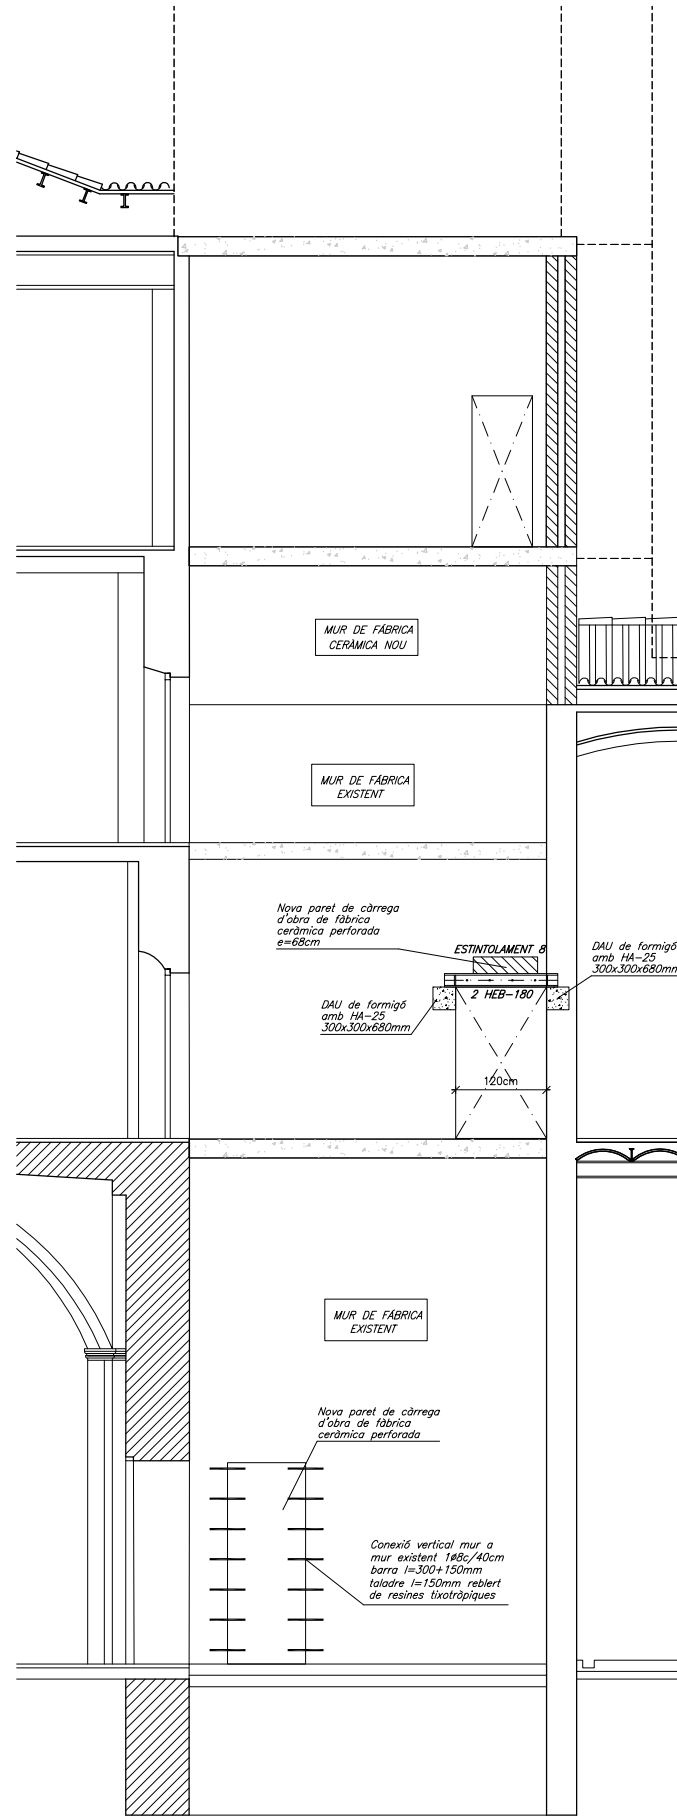 MUR DE FÁBRICA
CERÀMICA NOU
MUR DE FÁBRICA
EXISTENT
Nova paret de càrrega
d'obra de fàbrica
ceràmica perforada
e=68cm
ESTINTOLAMENT 8
DAU de formigó
amb HA-25
300x300x680mm
2 HEB-180
DAU de formigó
amb HA-25
300x300x680mm
120cm
MUR DE FÁBRICA
EXISTENT
Nova paret de càrrega
d'obra de fàbrica
ceràmica perforada
Conexió vertical mur a
mur existent 1ø8c/40cm
barra l=300+150mm
taladre l=150mm reblert
de resines tixotròpiques